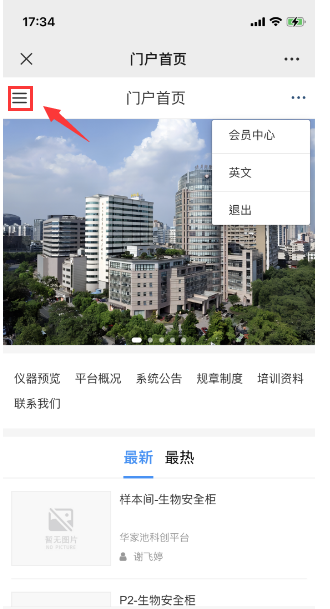 17:34
门户首页
门户首页
会员中心
英文
退出
仪器预览 平台概况 系统公告 规章制度 培训资料
联系我们
最新 最热
样本间-生物安全柜
暂无图片
NO PICTURE
华家池科创平台
谢飞婷
P2-生物安全柜